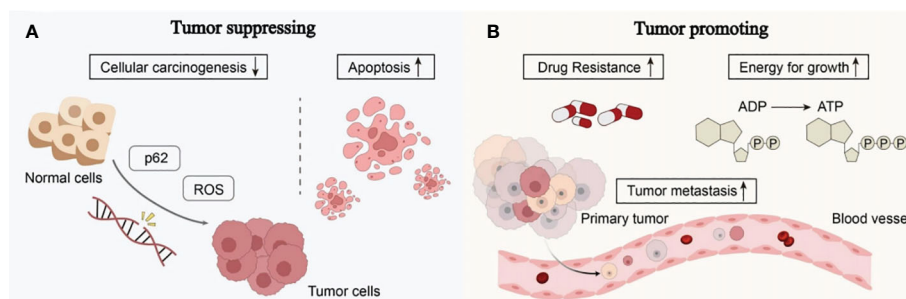 A
Tumor suppressing
Cellular carcinogenesis ↓
Apoptosis ↑
Normal cells
p62
ROS
Tumor cells
B
Tumor promoting
Drug Resistance ↑
Energy for growth ↑
ADP → ATP
P P
P P P
Tumor metastasis ↑
Primary tumor
Blood vesse